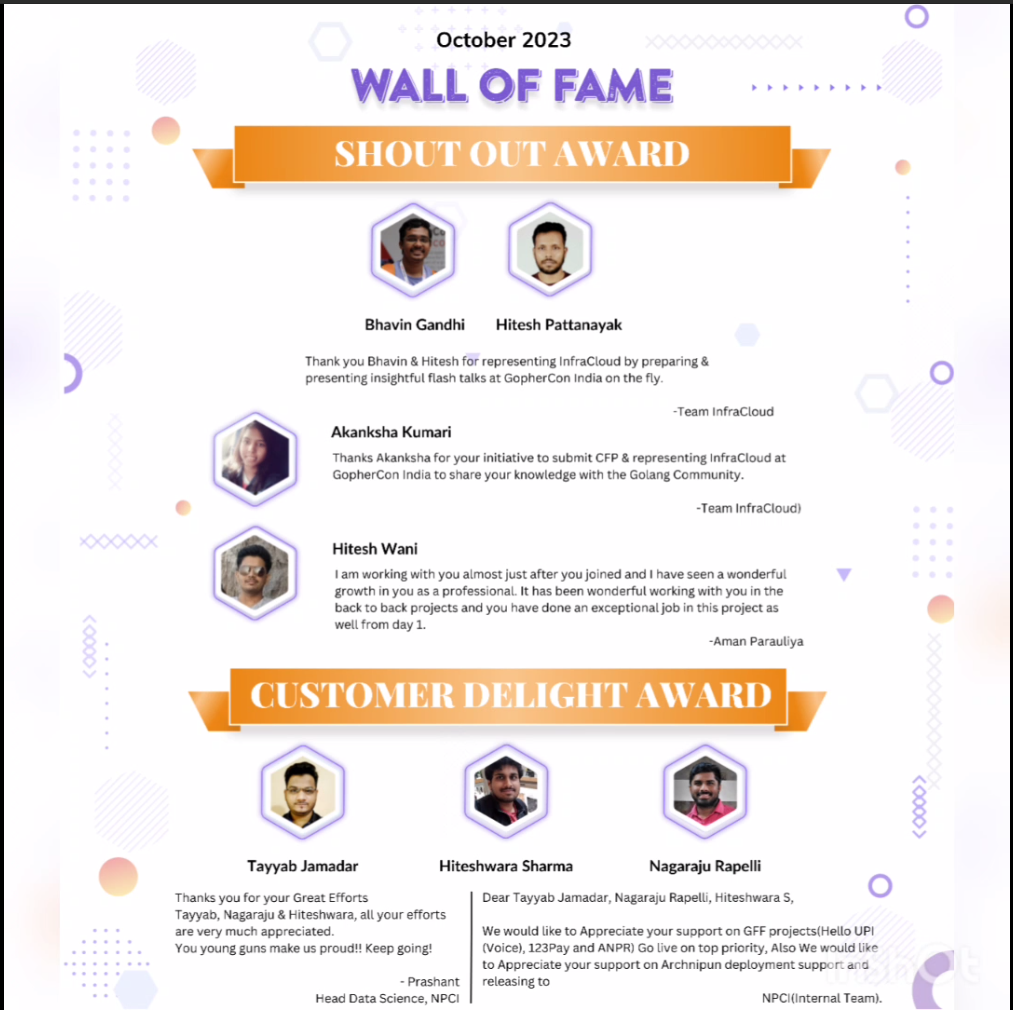 October 2023
WALL OF FAME
SHOUT OUT AWARD
Bhavin Gandhi
Hitesh Pattanayak
Thank you Bhavin & Hitesh for representing InfraCloud by preparing &
presenting insightful flash talks at GopherCon India on the fly.
-Team InfraCloud
Akanksha Kumari
Thanks Akanksha for your initiative to submit CFP & representing InfraCloud at
GopherCon India to share your knowledge with the Golang Community.
-Team InfraCloud)
Hitesh Wani
I am working with you almost just after you joined and I have seen a wonderful
growth in you as a professional. It has been wonderful working with you in the
back to back projects and you have done an exceptional job in this project as
well from day 1.
-Aman Parauliya
CUSTOMER DELIGHT AWARD
Tayyab Jamadar
Hiteshwara Sharma
Nagaraju Rapelli
Thanks you for your Great Efforts
Tayyab, Nagaraju & Hiteshwara, all your efforts
are very much appreciated.
You young guns make us proud!! Keep going!
- Prashant
Head Data Science, NPCI
Dear Tayyab Jamadar, Nagaraju Rapelli, Hiteshwara S,
We would like to Appreciate your support on GFF projects(Hello UPI
(Voice), 123Pay and ANPR) Go live on top priority, Also We would like
to Appreciate your support on Archnipun deployment support and
releasing to
NPCI(Internal Team).